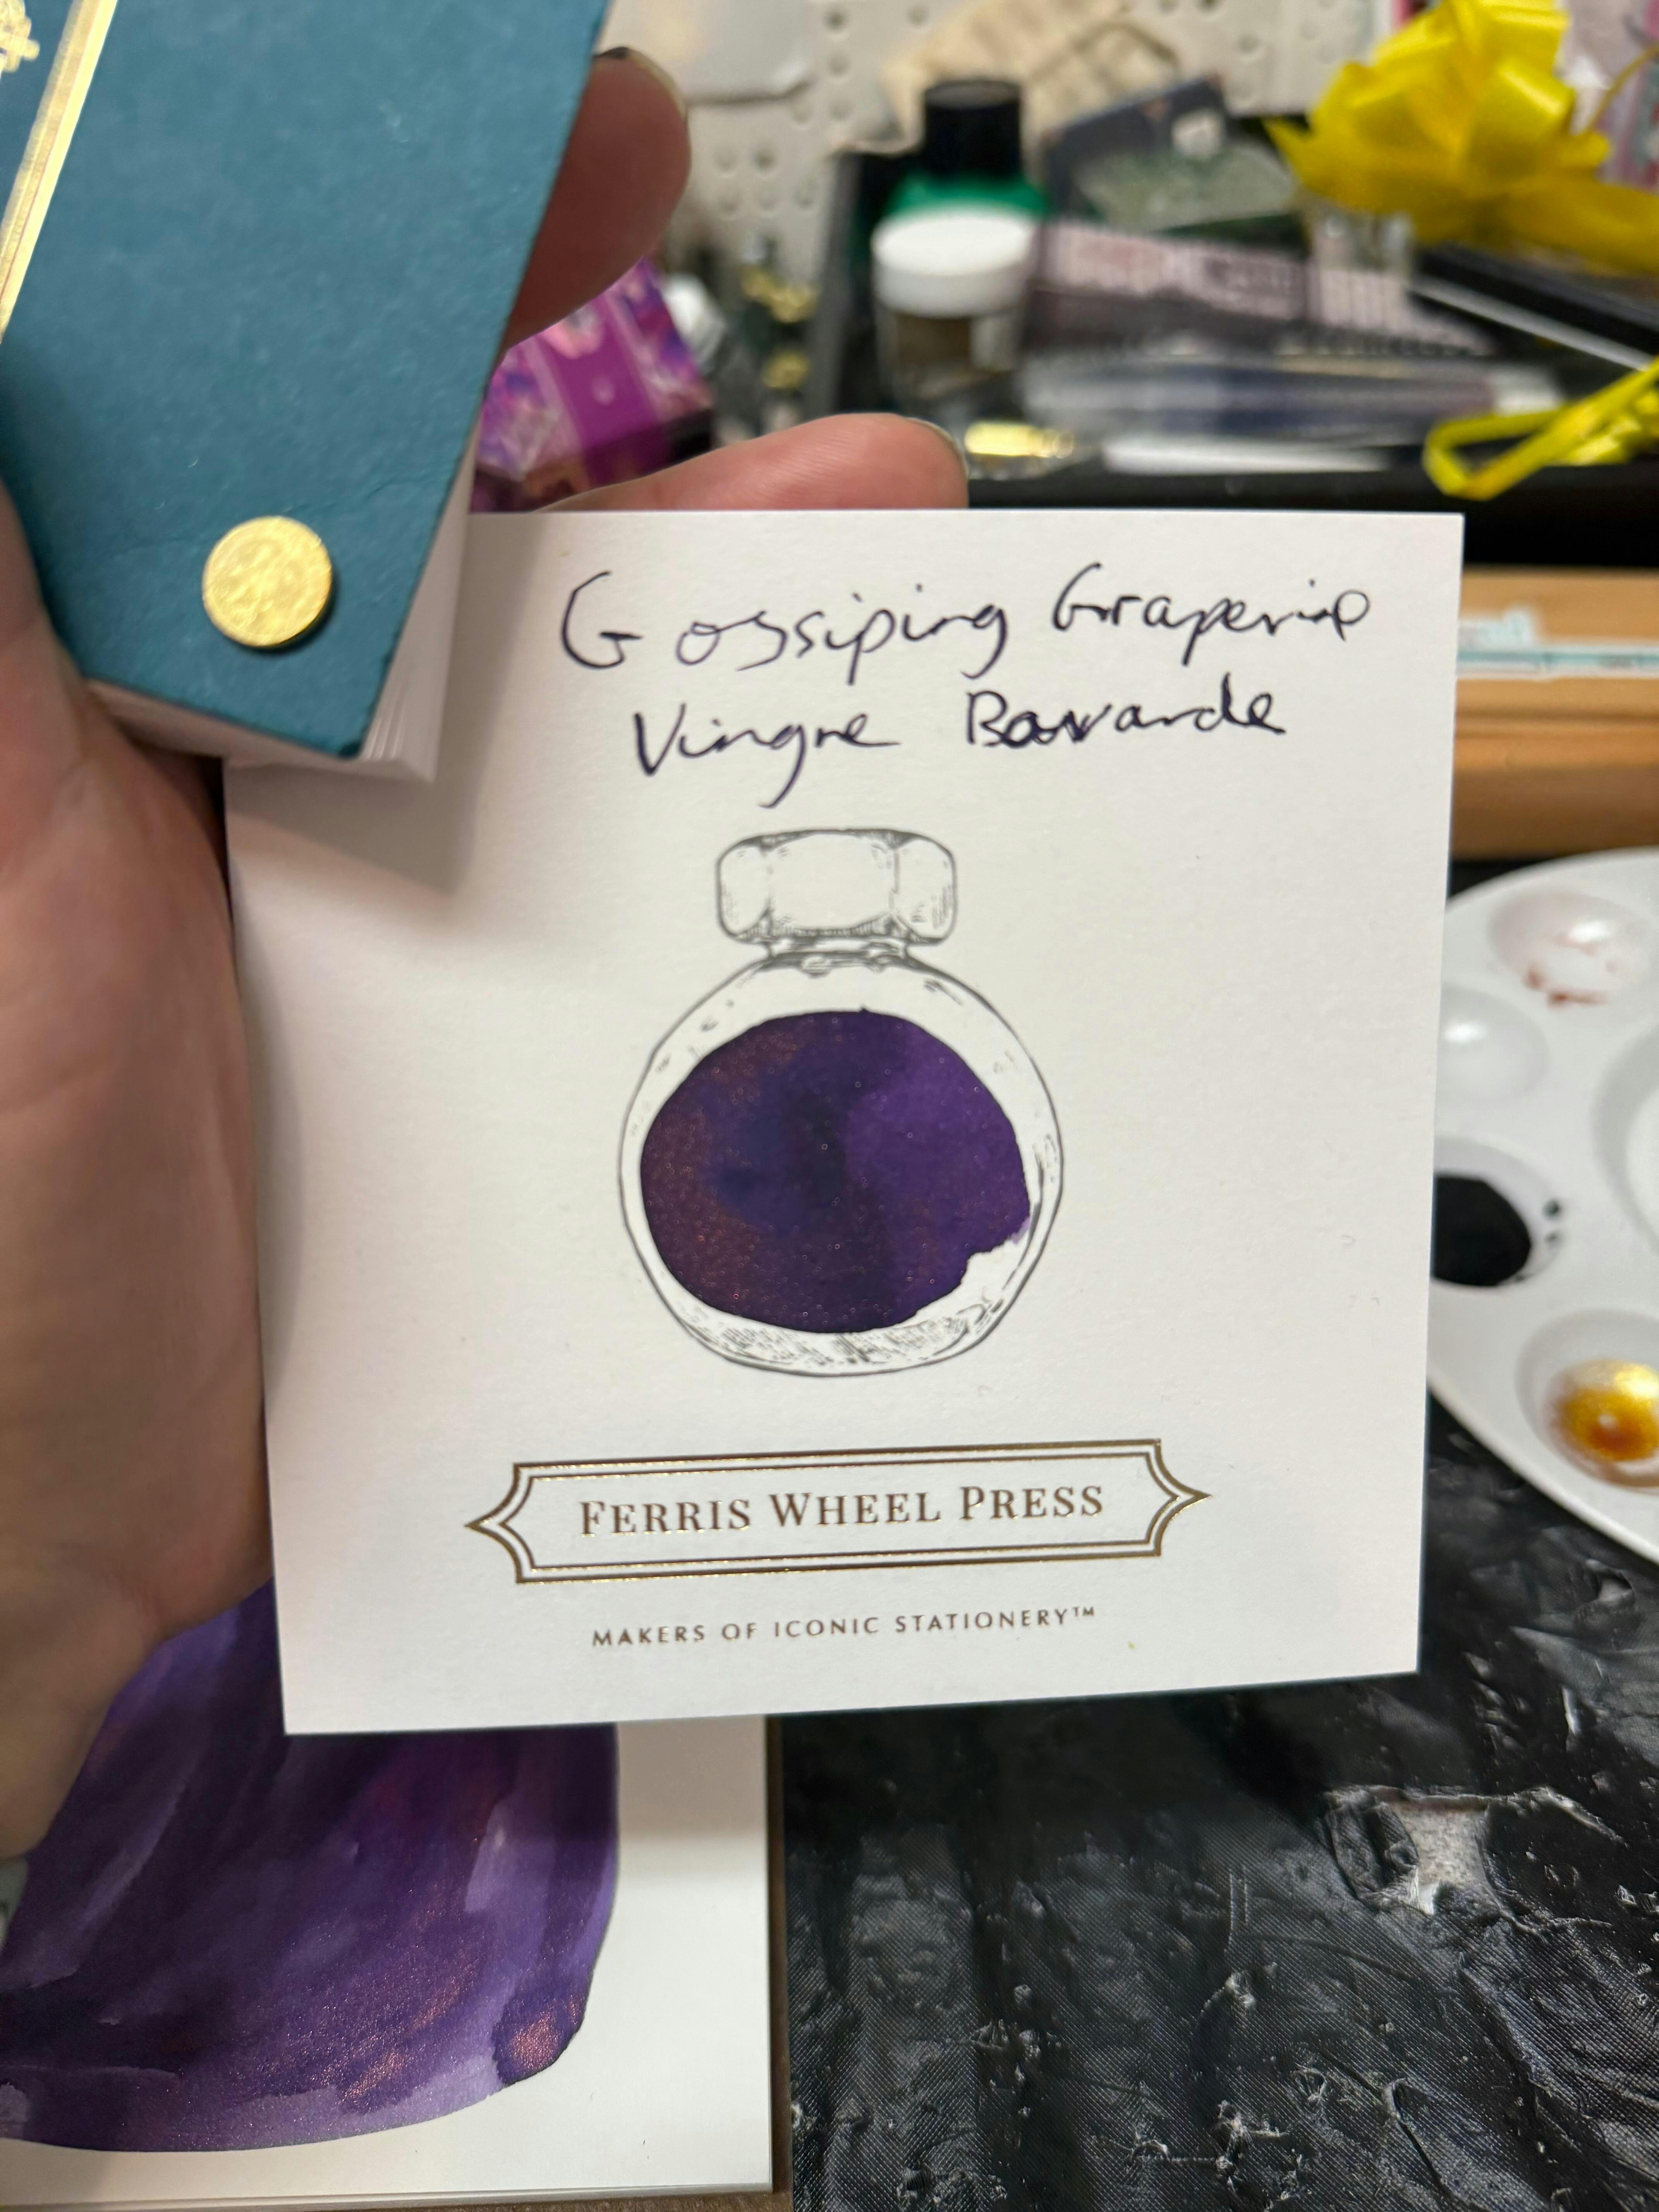 Gossiping Grapevine
Vingne Bavarde
FERRIS WHEEL PRESS
MAKERS OF ICONIC STATIONERY™